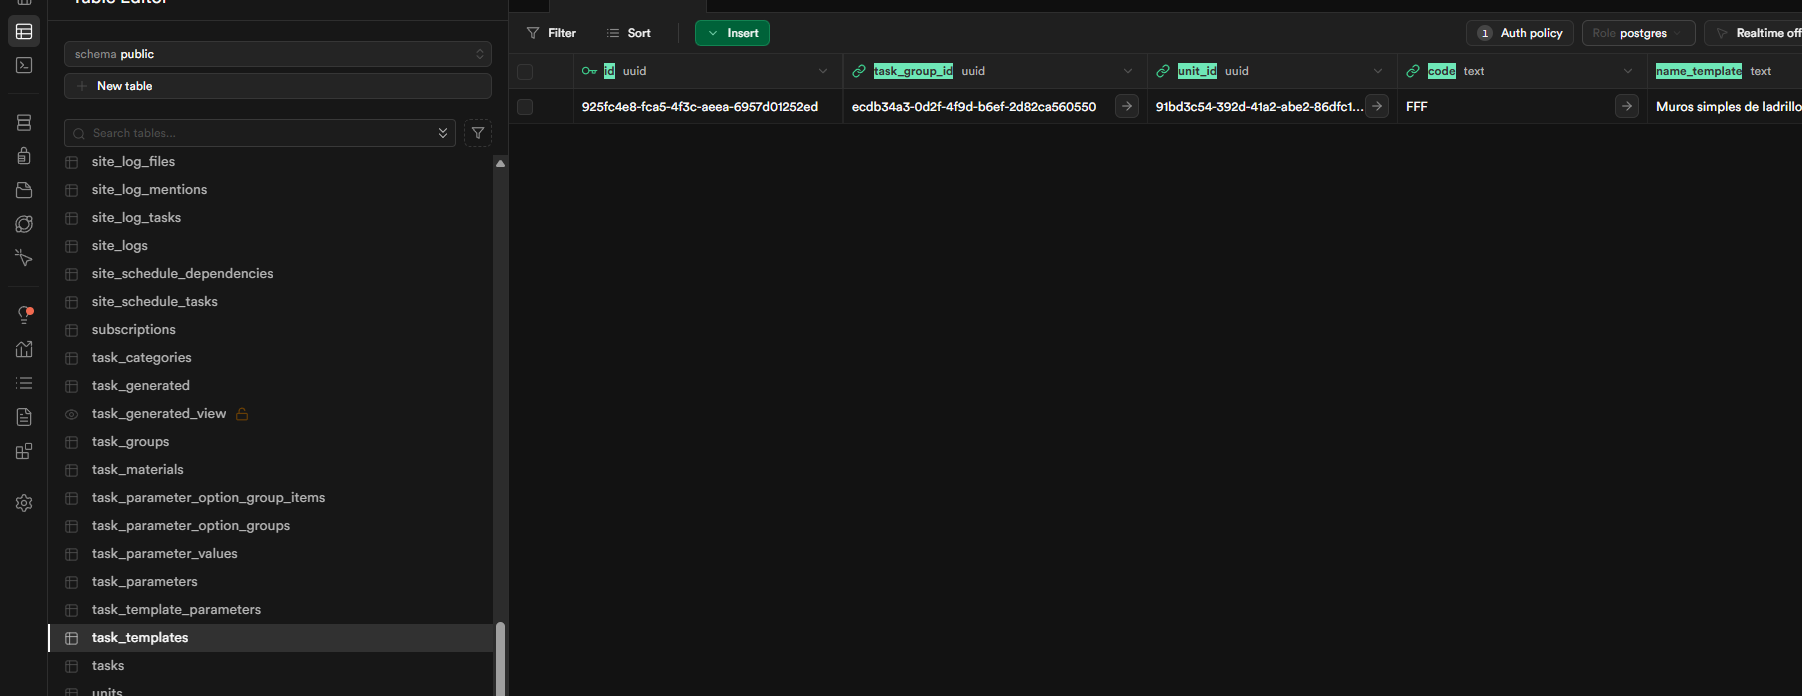 Table Editor
schema public
New table
Search tables...
site_log_files
site_log_mentions
site_log_tasks
site_logs
site_schedule_dependencies
site_schedule_tasks
subscriptions
task_categories
task_generated
task_generated_view
task_groups
task_materials
task_parameter_option_group_items
task_parameter_option_groups
task_parameter_values
task_parameters
task_template_parameters
task_templates
tasks
units
Filter Sort Insert 1 Auth policy Role postgres Realtime off
id uuid task_group_id uuid unit_id uuid code text name_template text
925fc4e8-fca5-4f3c-aeea-6957d01252ed ecdb34a3-0d2f-4f9d-b6ef-2d82ca560550 91bd3c54-392d-41a2-abe2-86dfc1... FFF Muros simples de ladrillo